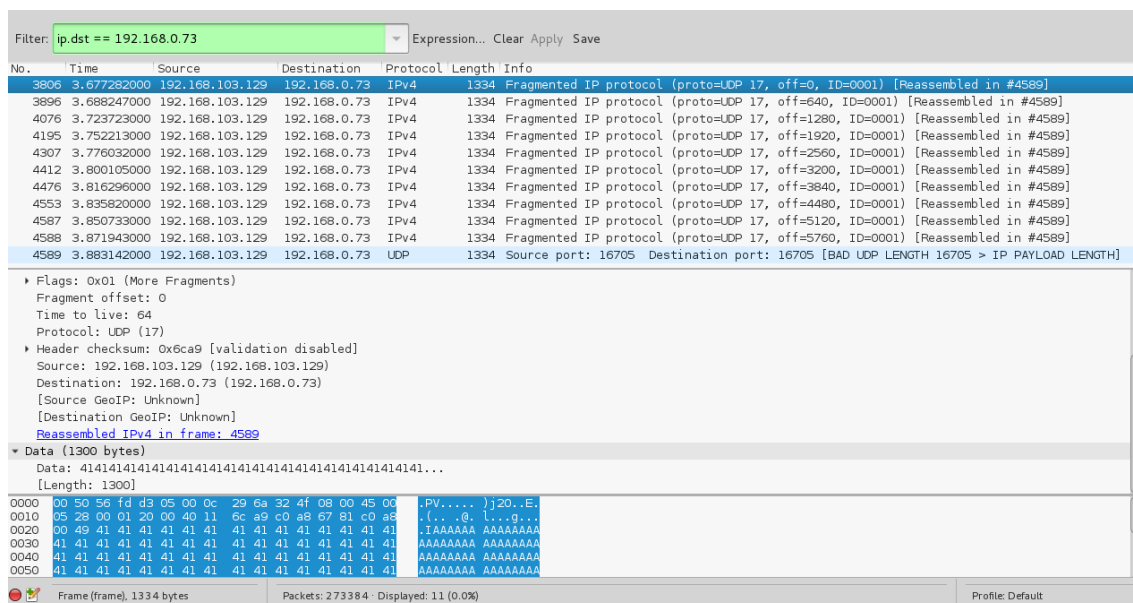 Filter: ip.dst == 192.168.0.73 Expression... Clear Apply Save
No. Time Source Destination Protocol Length Info
3806 3.677282000 192.168.103.129 192.168.0.73 IPv4 1334 Fragmented IP protocol (proto=UDP 17, off=0, ID=0001) [Reassembled in #4589]
3896 3.688247000 192.168.103.129 192.168.0.73 IPv4 1334 Fragmented IP protocol (proto=UDP 17, off=640, ID=0001) [Reassembled in #4589]
4076 3.723723000 192.168.103.129 192.168.0.73 IPv4 1334 Fragmented IP protocol (proto=UDP 17, off=1280, ID=0001) [Reassembled in #4589]
4195 3.752213000 192.168.103.129 192.168.0.73 IPv4 1334 Fragmented IP protocol (proto=UDP 17, off=1920, ID=0001) [Reassembled in #4589]
4307 3.776032000 192.168.103.129 192.168.0.73 IPv4 1334 Fragmented IP protocol (proto=UDP 17, off=2560, ID=0001) [Reassembled in #4589]
4412 3.800105000 192.168.103.129 192.168.0.73 IPv4 1334 Fragmented IP protocol (proto=UDP 17, off=3200, ID=0001) [Reassembled in #4589]
4476 3.816296000 192.168.103.129 192.168.0.73 IPv4 1334 Fragmented IP protocol (proto=UDP 17, off=3840, ID=0001) [Reassembled in #4589]
4553 3.835820000 192.168.103.129 192.168.0.73 IPv4 1334 Fragmented IP protocol (proto=UDP 17, off=4480, ID=0001) [Reassembled in #4589]
4587 3.850733000 192.168.103.129 192.168.0.73 IPv4 1334 Fragmented IP protocol (proto=UDP 17, off=5120, ID=0001) [Reassembled in #4589]
4588 3.871943000 192.168.103.129 192.168.0.73 IPv4 1334 Fragmented IP protocol (proto=UDP 17, off=5760, ID=0001) [Reassembled in #4589]
4589 3.883142000 192.168.103.129 192.168.0.73 UDP 1334 Source port: 16705 Destination port: 16705 [BAD UDP LENGTH 16705 > IP PAYLOAD LENGTH]
Flags: 0x01 (More Fragments)
Fragment offset: 0
Time to live: 64
Protocol: UDP (17)
Header checksum: 0x6ca9 [validation disabled]
Source: 192.168.103.129 (192.168.103.129)
Destination: 192.168.0.73 (192.168.0.73)
[Source GeoIP: Unknown]
[Destination GeoIP: Unknown]
Reassembled IPv4 in frame: 4589
Data (1300 bytes)
Data: 414141414141414141414141414141414141414141414141...
[Length: 1300]
0000 00 50 56 fd d3 05 00 0c 29 6a 32 4f 08 00 45 00 .PV..... )j2O..E.
0010 05 28 00 01 20 00 40 11 6c a9 c0 a8 67 81 c0 a8 .(.. .@. l...g...
0020 00 49 41 41 41 41 41 41 41 41 41 41 41 41 41 41 .IAAAAAA AAAAAAAA
0030 41 41 41 41 41 41 41 41 41 41 41 41 41 41 41 41 AAAAAAAA AAAAAAAA
0040 41 41 41 41 41 41 41 41 41 41 41 41 41 41 41 41 AAAAAAAA AAAAAAAA
0050 41 41 41 41 41 41 41 41 41 41 41 41 41 41 41 41 AAAAAAAA AAAAAAAA
Frame (frame), 1334 bytes Packets: 273384 · Displayed: 11 (0.0%) Profile: Default